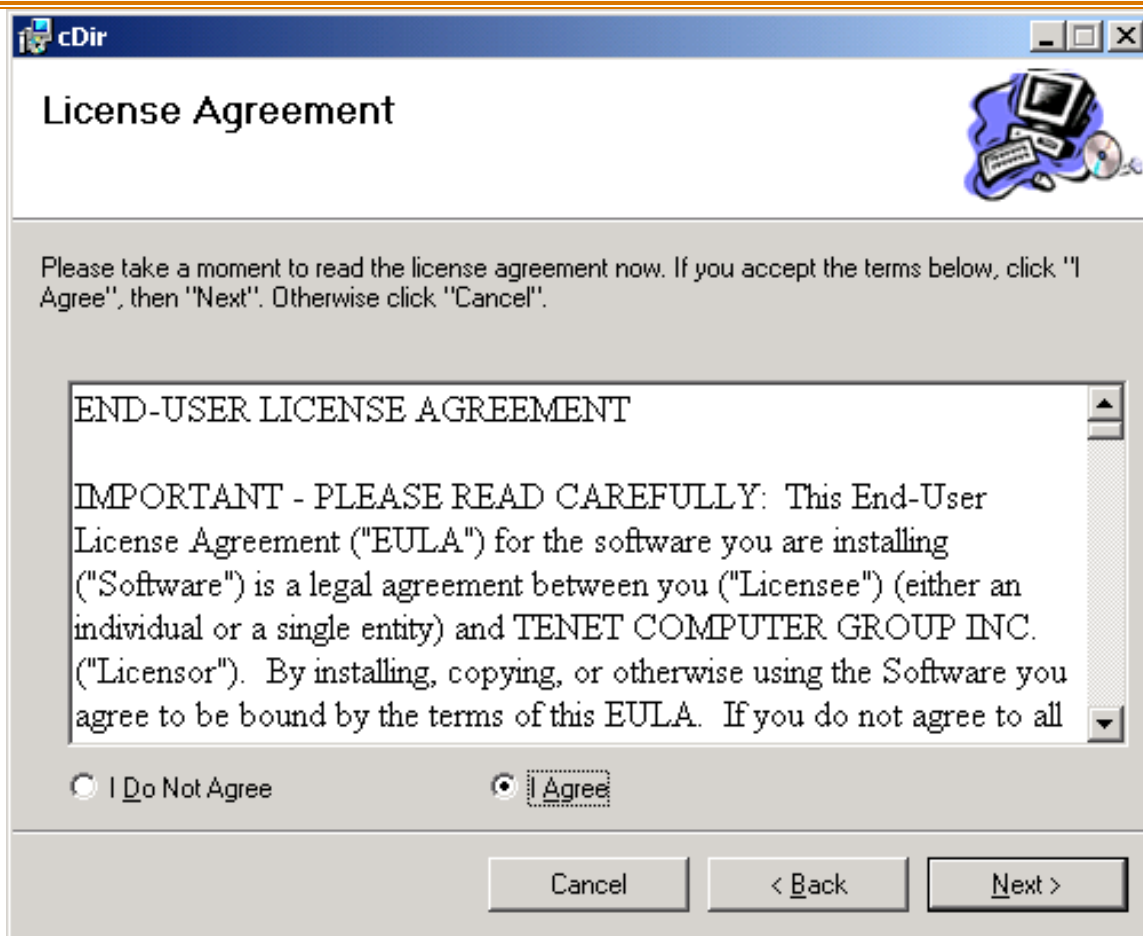 cDir
License Agreement
Please take a moment to read the license agreement now. If you accept the terms below, click "I
Agree", then "Next". Otherwise click "Cancel".
END-USER LICENSE AGREEMENT
IMPORTANT - PLEASE READ CAREFULLY:  This End-User
License Agreement ("EULA") for the software you are installing
("Software") is a legal agreement between you ("Licensee") (either an
individual or a single entity) and TENET COMPUTER GROUP INC.
("Licensor").  By installing, copying, or otherwise using the Software you
agree to be bound by the terms of this EULA.  If you do not agree to all
I Do Not Agree
I Agree
Cancel
< Back
Next >